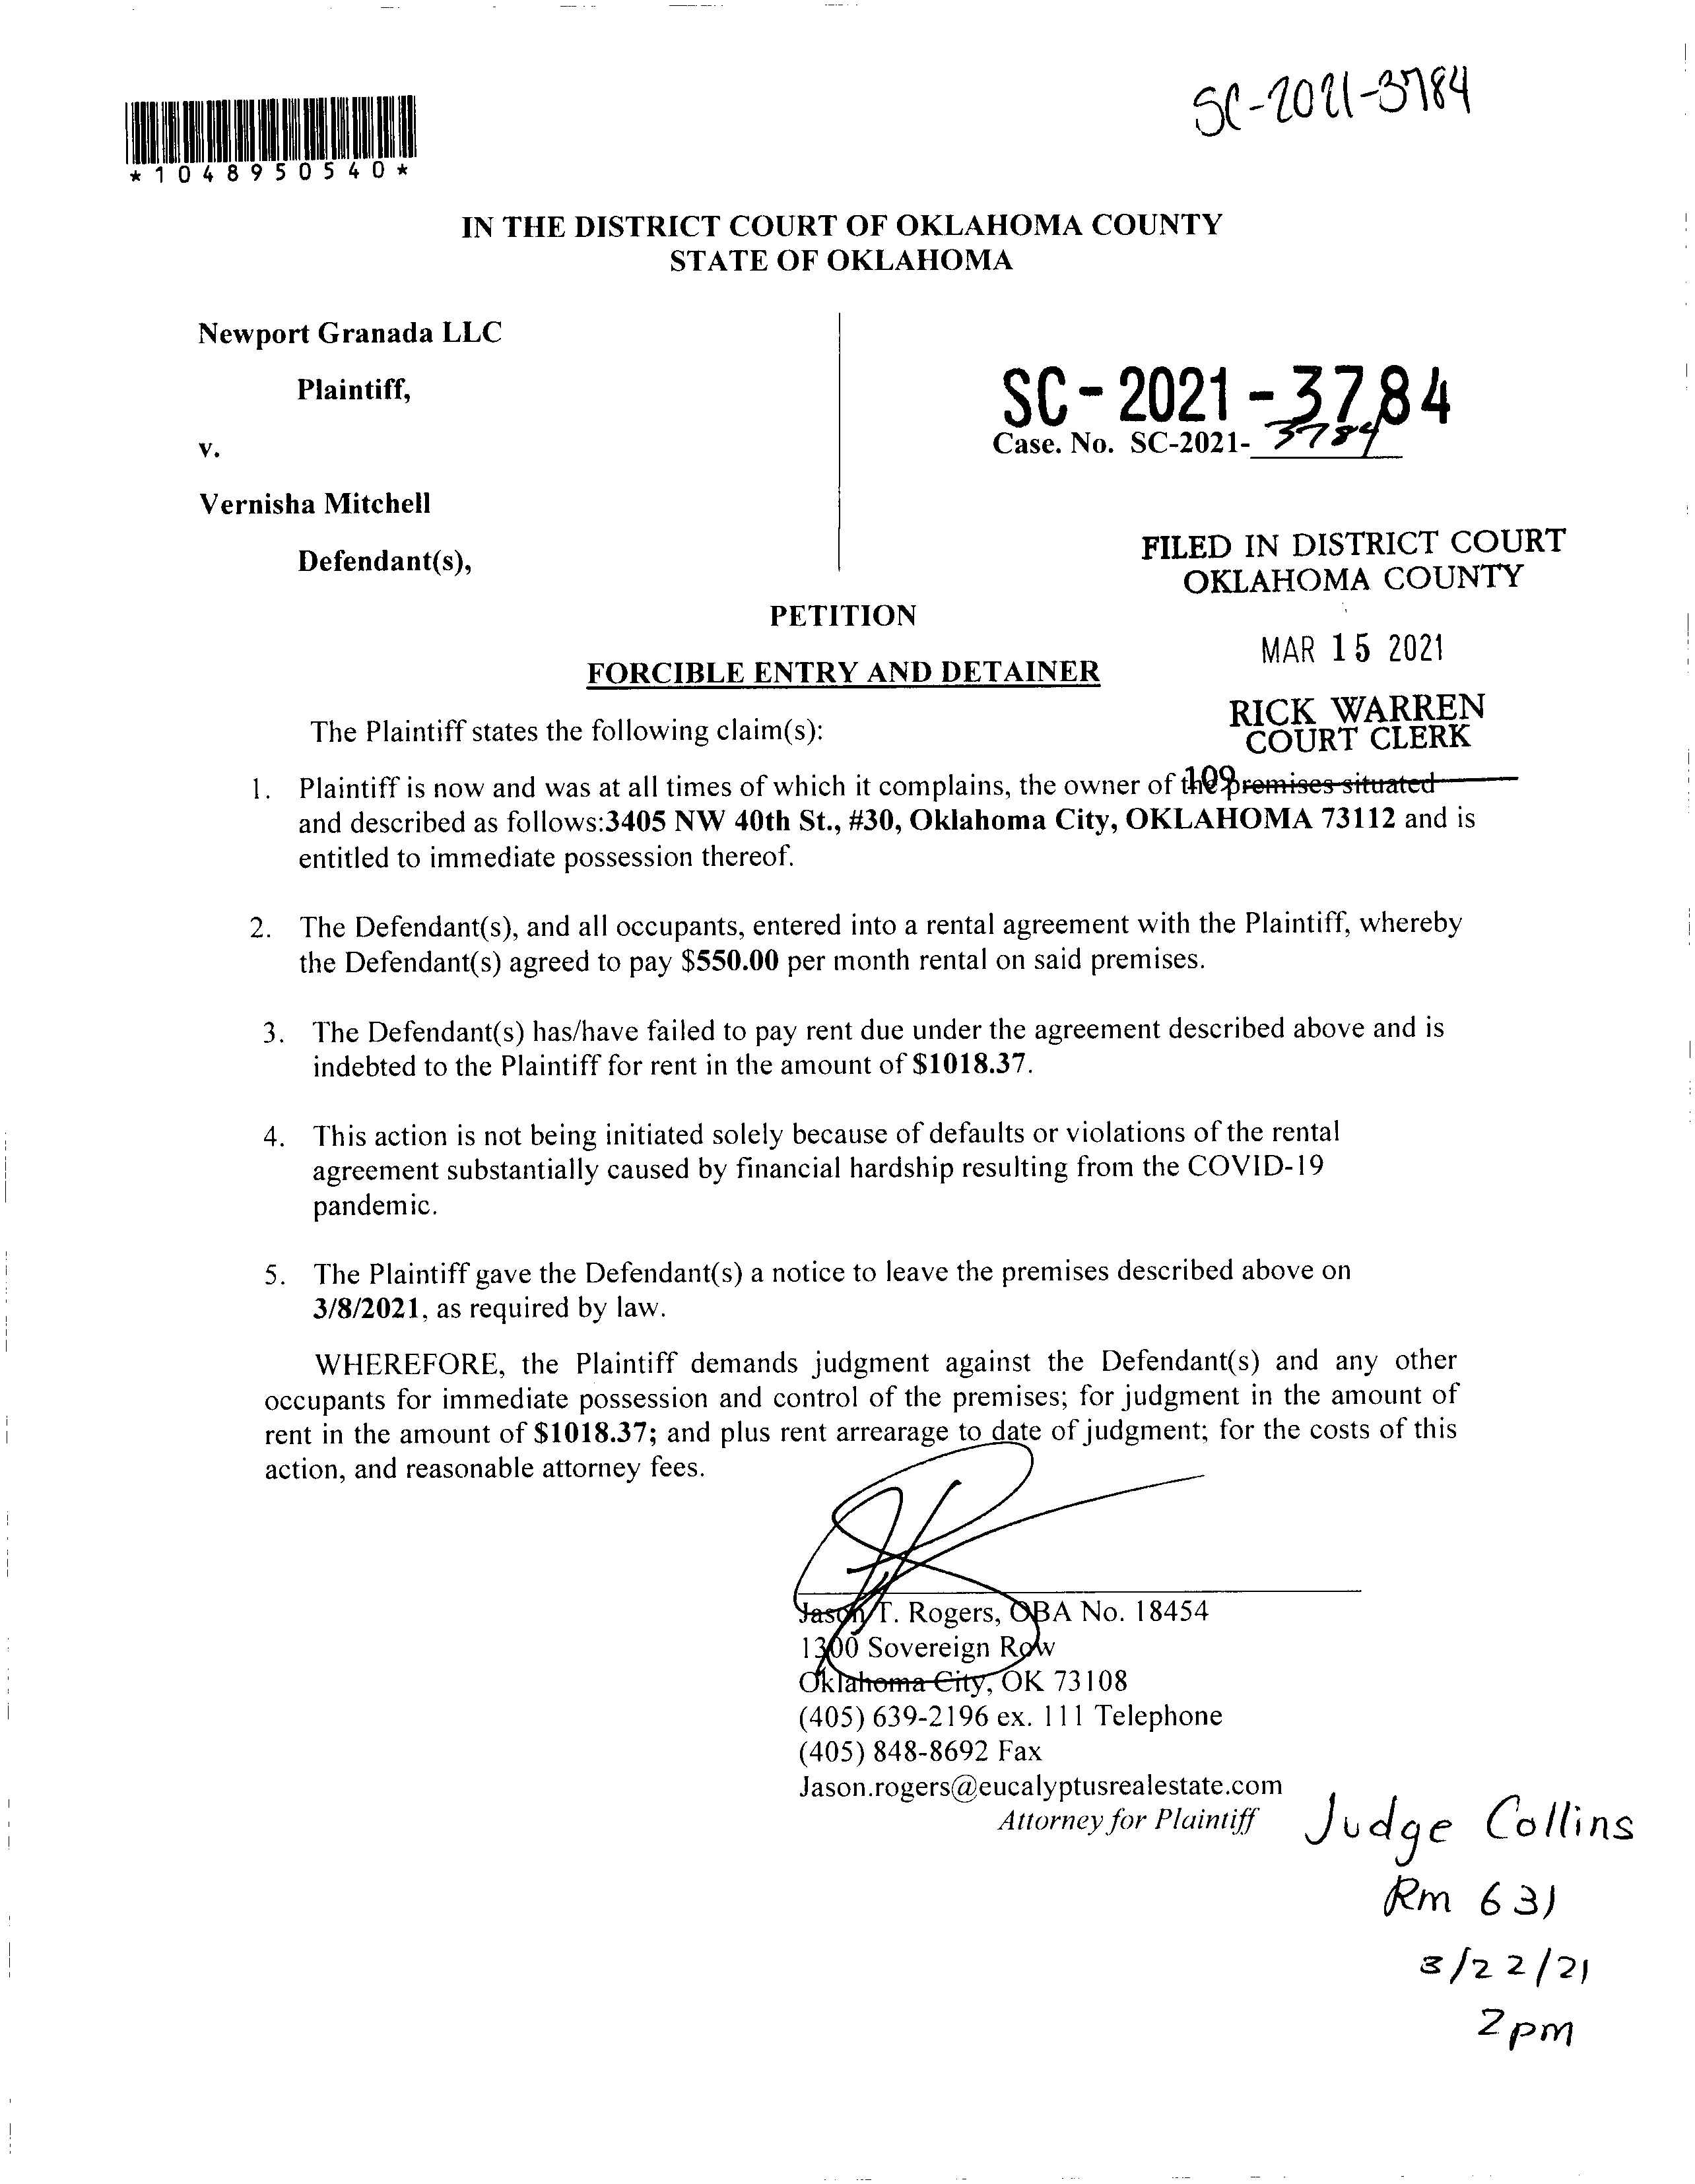 SC-2021-3784
*1048950540*
IN THE DISTRICT COURT OF OKLAHOMA COUNTY
STATE OF OKLAHOMA
Newport Granada LLC
Plaintiff,
v.
Vernisha Mitchell
Defendant(s),
SC-2021-3784
Case. No. SC-2021-3784
FILED IN DISTRICT COURT
OKLAHOMA COUNTY
MAR 15 2021
RICK WARREN
COURT CLERK
109
PETITION
FORCIBLE ENTRY AND DETAINER
The Plaintiff states the following claim(s):
1. Plaintiff is now and was at all times of which it complains, the owner of the premises situated
and described as follows:3405 NW 40th St., #30, Oklahoma City, OKLAHOMA 73112 and is
entitled to immediate possession thereof.
2. The Defendant(s), and all occupants, entered into a rental agreement with the Plaintiff, whereby
the Defendant(s) agreed to pay $550.00 per month rental on said premises.
3. The Defendant(s) has/have failed to pay rent due under the agreement described above and is
indebted to the Plaintiff for rent in the amount of $1018.37.
4. This action is not being initiated solely because of defaults or violations of the rental
agreement substantially caused by financial hardship resulting from the COVID-19
pandemic.
5. The Plaintiff gave the Defendant(s) a notice to leave the premises described above on
3/8/2021, as required by law.
WHEREFORE, the Plaintiff demands judgment against the Defendant(s) and any other
occupants for immediate possession and control of the premises; for judgment in the amount of
rent in the amount of $1018.37; and plus rent arrearage to date of judgment; for the costs of this
action, and reasonable attorney fees.
Jason T. Rogers, OBA No. 18454
1300 Sovereign Row
Oklahoma City, OK 73108
(405) 639-2196 ex. 111 Telephone
(405) 848-8692 Fax
Jason.rogers@eucalyptusrealestate.com
Attorney for Plaintiff
Judge Collins
Rm 631
3/22/21
2pm